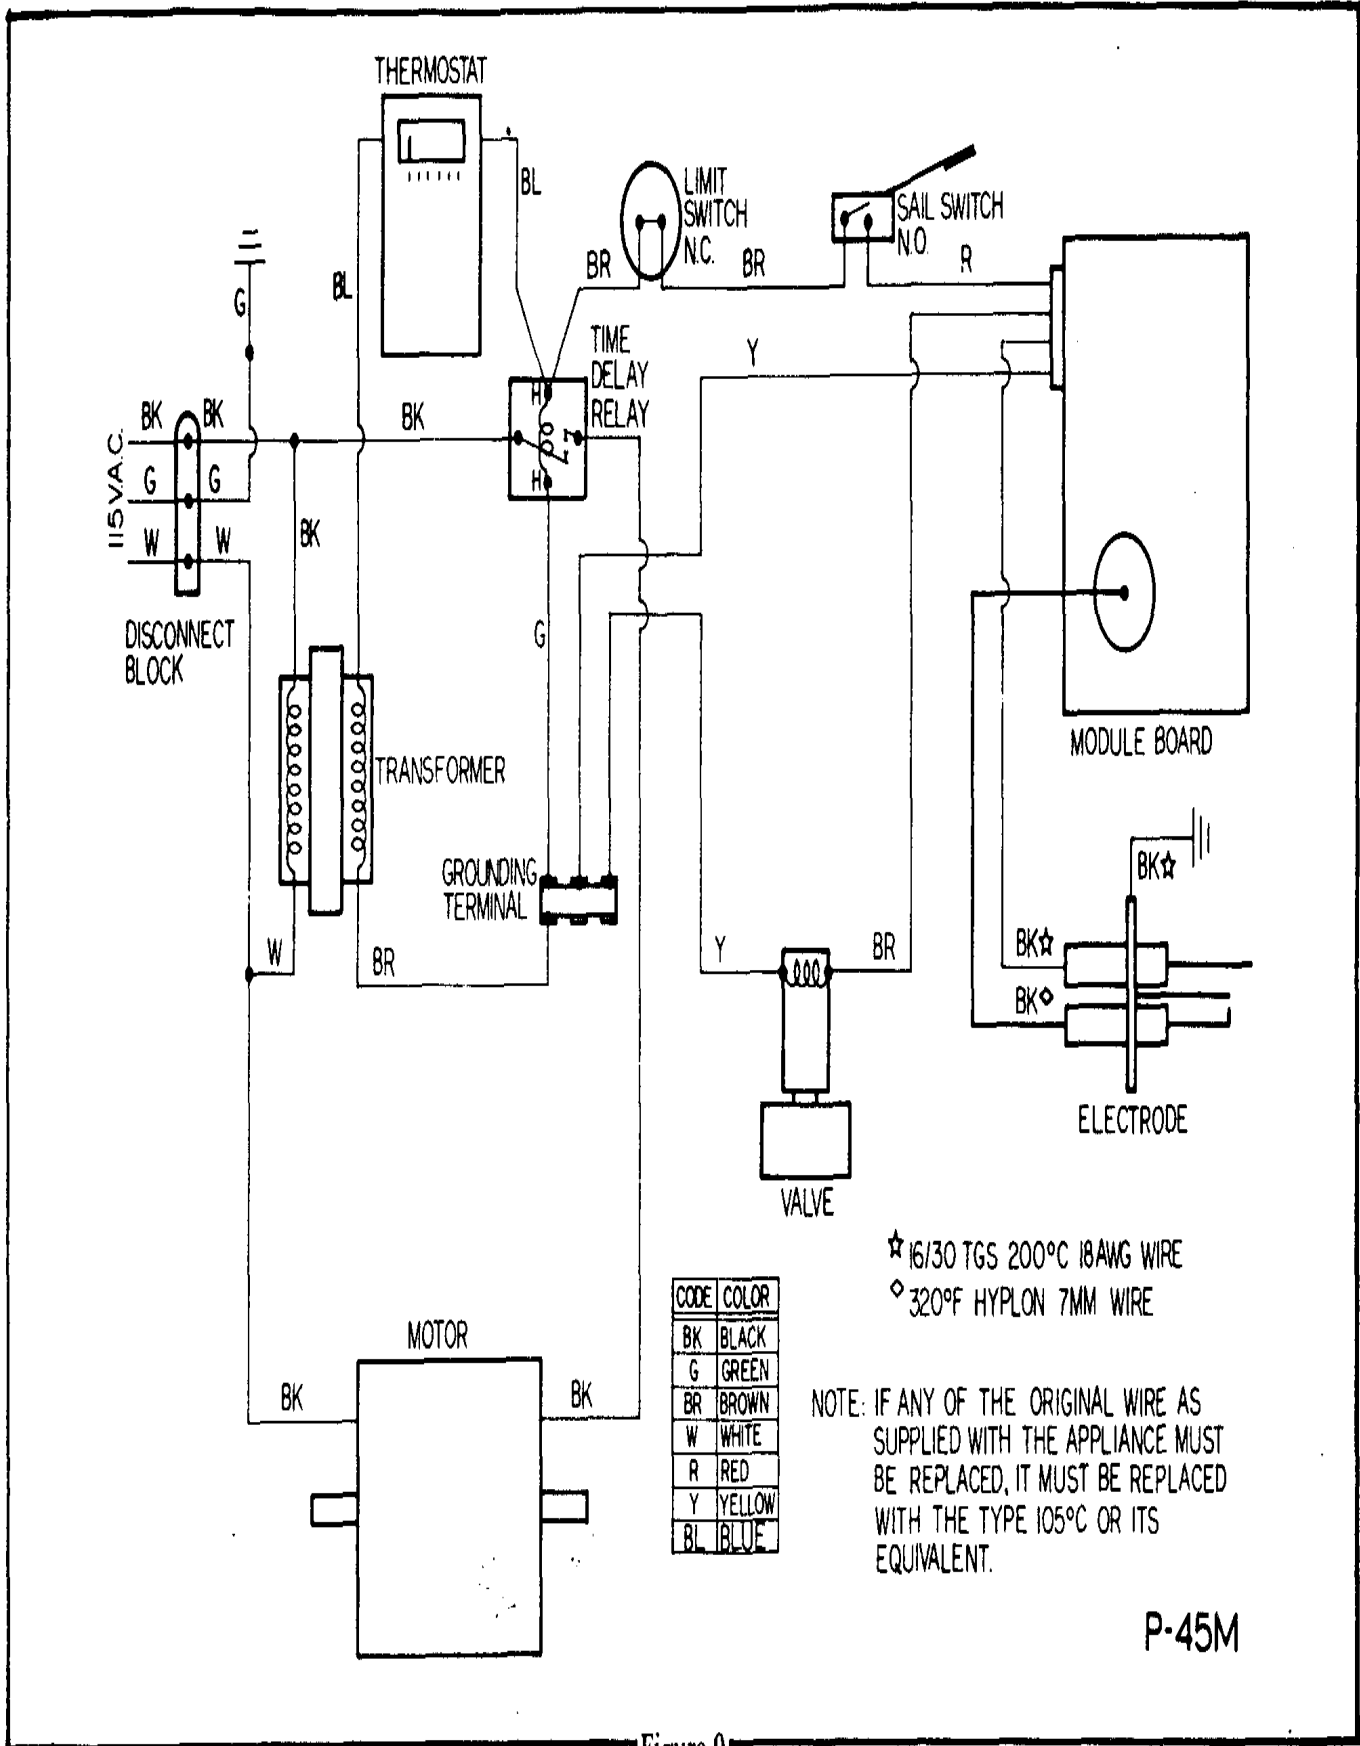 THERMOSTAT
BL
LIMIT
SWITCH
N.C.
SAIL SWITCH
N.O.
BR
BR
R
G
BL
TIME
DELAY
RELAY
Y
H
H
BK
BK
BK
G
G
W
W
115 V.A.C.
BK
DISCONNECT
BLOCK
G
TRANSFORMER
MODULE BOARD
GROUNDING
TERMINAL
BK☆
W
BR
Y
BR
BK☆
BK◇
ELECTRODE
VALVE
☆ 16/30 TGS 200°C 18AWG WIRE
◇ 320°F HYPLON 7MM WIRE
CODE COLOR
BK BLACK
G GREEN
BR BROWN
W WHITE
R RED
Y YELLOW
BL BLUE
MOTOR
BK
BK
NOTE: IF ANY OF THE ORIGINAL WIRE AS
SUPPLIED WITH THE APPLIANCE MUST
BE REPLACED, IT MUST BE REPLACED
WITH THE TYPE 105°C OR ITS
EQUIVALENT.
P-45M
Figure 9